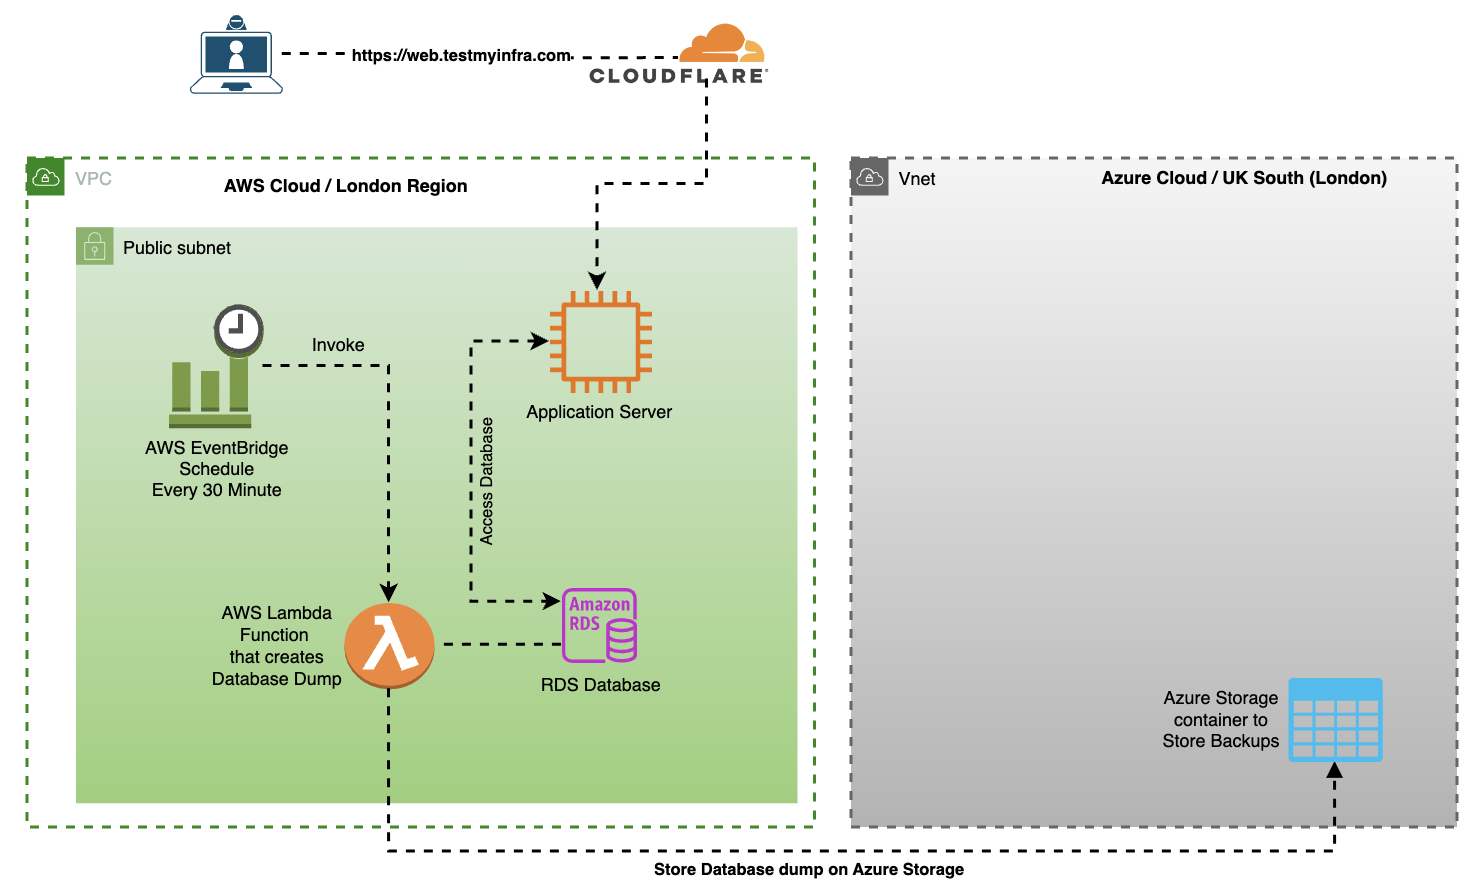 https://web.testmyinfra.com
CLOUDFLARE
VPC
AWS Cloud / London Region
Vnet
Azure Cloud / UK South (London)
Public subnet
Invoke
Application Server
Access Database
AWS EventBridge
Schedule
Every 30 Minute
AWS Lambda
Function
that creates
Database Dump
Amazon
RDS
RDS Database
Azure Storage
container to
Store Backups
Store Database dump on Azure Storage